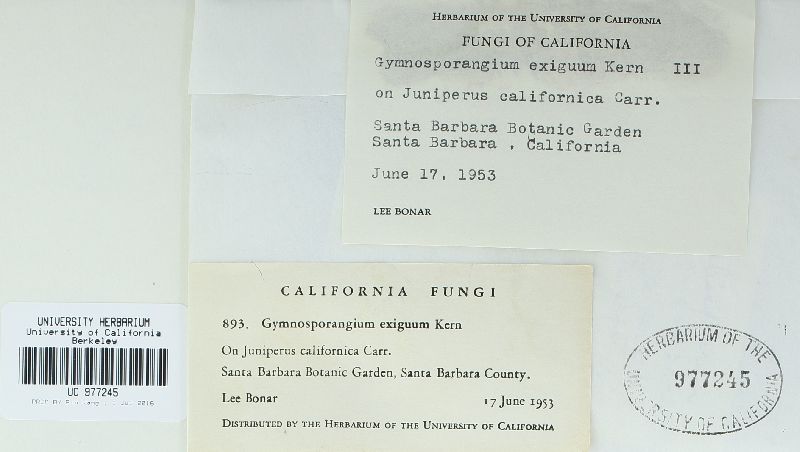 HERBARIUM OF THE UNIVERSITY OF CALIFORNIA
FUNGI OF CALIFORNIA
Gymnosporangium exiguum Kern III
on Juniperus californica Carr.
Santa Barbara Botanic Garden
Santa Barbara , California
June 17, 1953
LEE BONAR
CALIFORNIA FUNGI
893. Gymnosporangium exiguum Kern
On Juniperus californica Carr.
Santa Barbara Botanic Garden, Santa Barbara County.
Lee Bonar 17 June 1953
DISTRIBUTED BY THE HERBARIUM OF THE UNIVERSITY OF CALIFORNIA
UNIVERSITY HERBARIUM
University of California
Berkeley
UC 977245
HERBARIUM OF THE
977245
UNIVERSITY OF CALIFORNIA